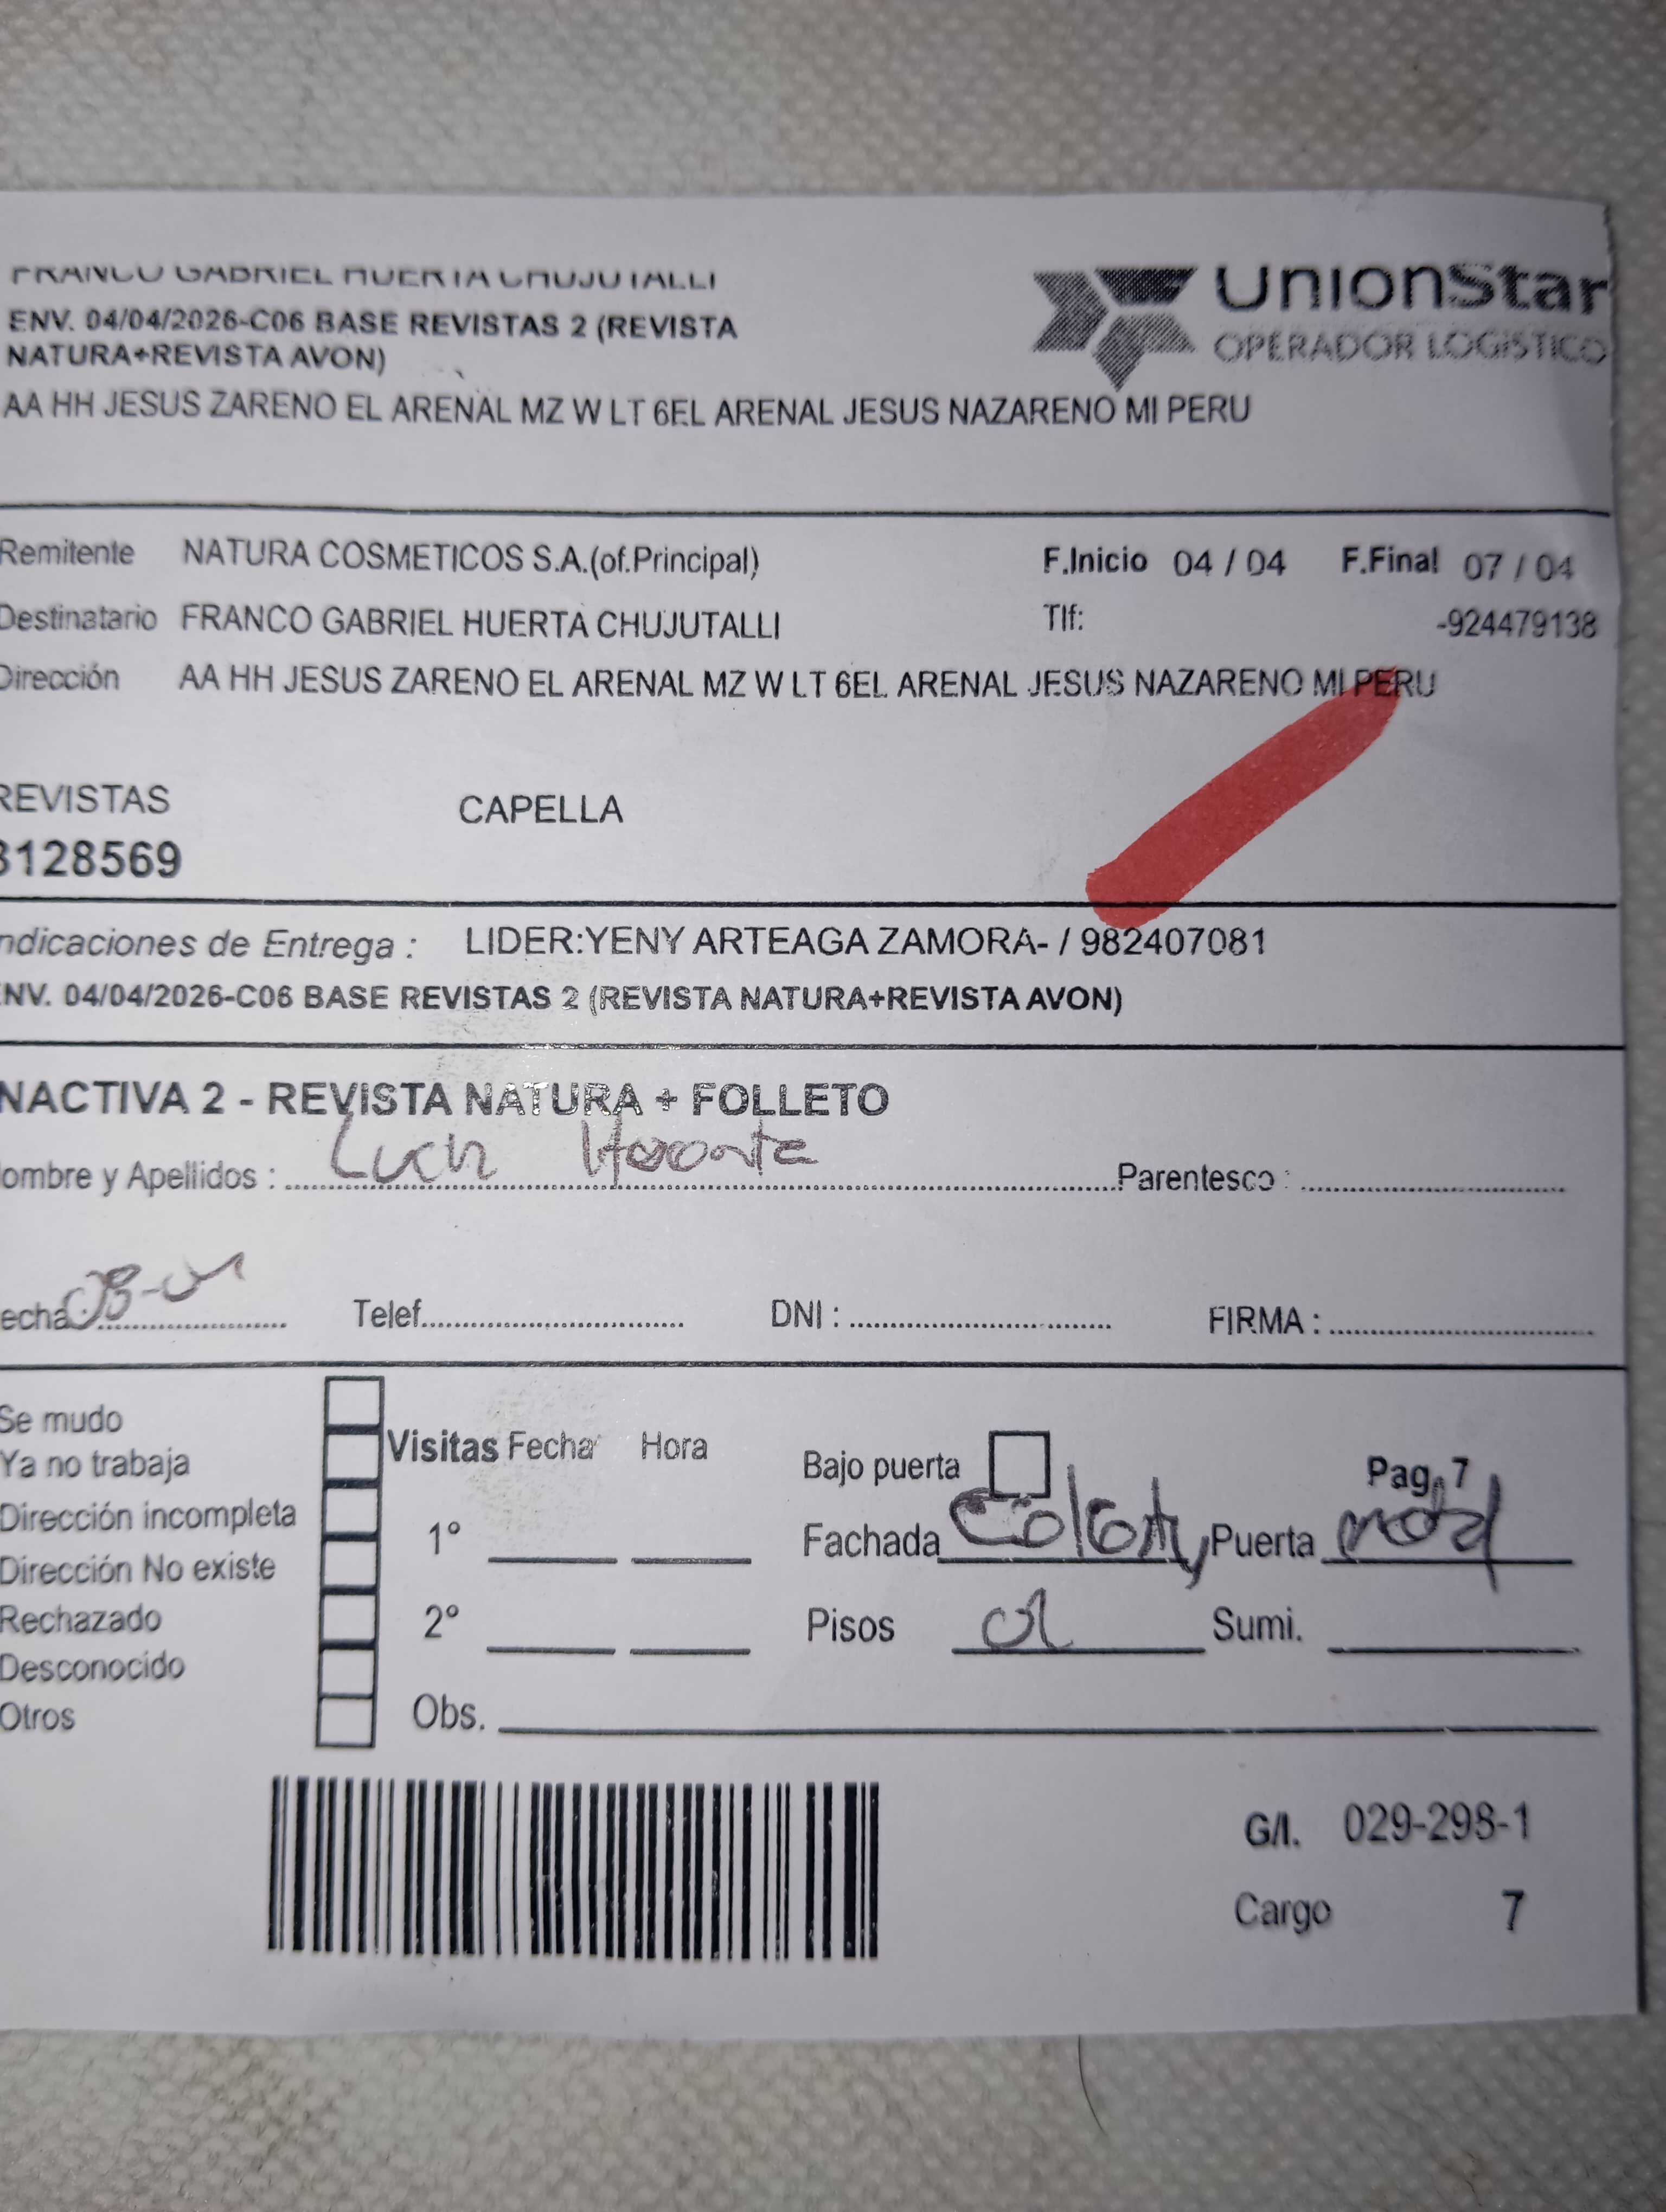 FRANCO GABRIEL HUERTA CHUJUTALLI
UnionStar
OPERADOR LOGISTICO
ENV. 04/04/2026-C06 BASE REVISTAS 2 (REVISTA
NATURA+REVISTA AVON)
AA HH JESUS ZARENO EL ARENAL MZ W LT 6EL ARENAL JESUS NAZARENO MI PERU
Remitente NATURA COSMETICOS S.A.(of.Principal) F.Inicio 04 / 04 F.Final 07 / 04
Destinatario FRANCO GABRIEL HUERTA CHUJUTALLI Tlf: -924479138
Dirección AA HH JESUS ZARENO EL ARENAL MZ W LT 6EL ARENAL JESUS NAZARENO MI PERU
REVISTAS CAPELLA
3128569
ndicaciones de Entrega : LIDER:YENY ARTEAGA ZAMORA- / 982407081
NV. 04/04/2026-C06 BASE REVISTAS 2 (REVISTA NATURA+REVISTA AVON)
NACTIVA 2 - REVISTA NATURA + FOLLETO
ombre y Apellidos : Parentesco :
echa : Telef. DNI : FIRMA :
Se mudo
Ya no trabaja
Dirección incompleta
Dirección No existe
Rechazado
Desconocido
Otros
Visitas Fecha Hora
1°
2°
Obs.
Bajo puerta Pag. 7
Fachada Puerta
Pisos Sumi.
G/I. 029-298-1
Cargo 7